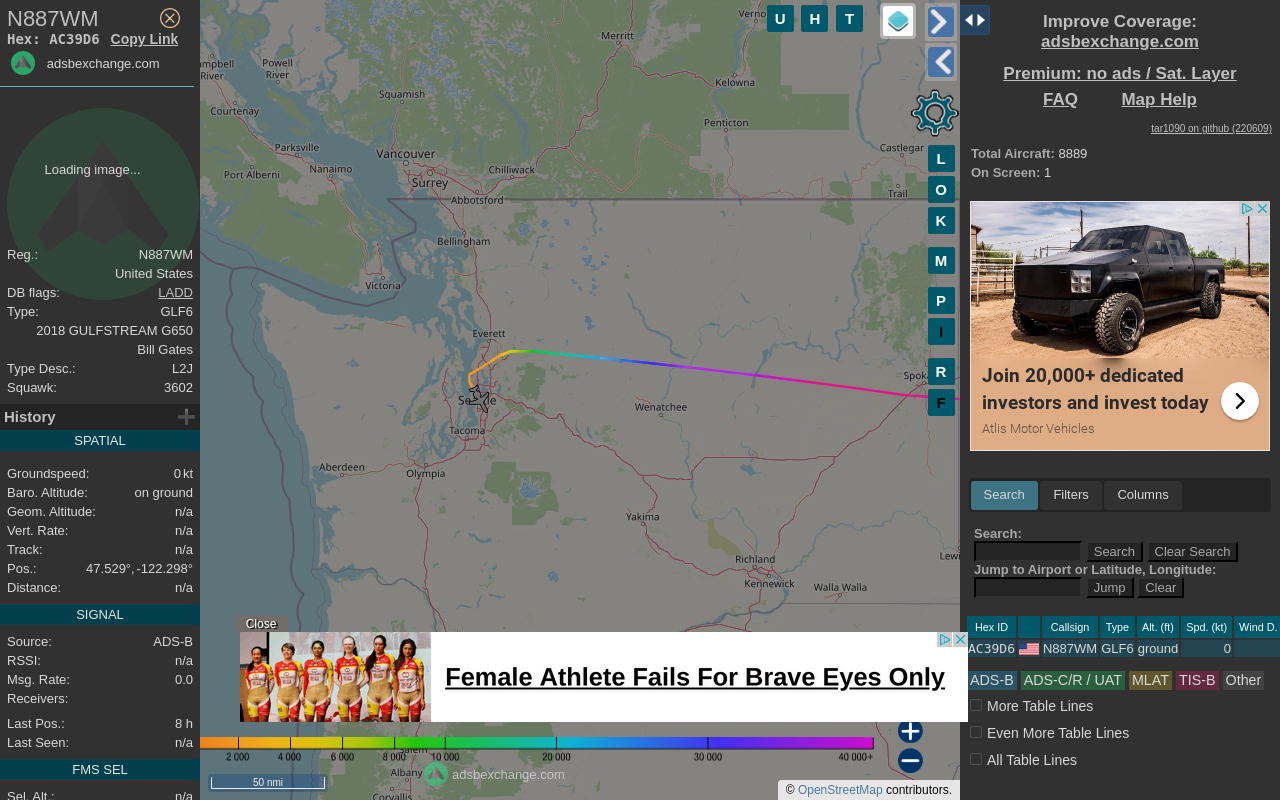 N887WM
Hex: AC39D6 Copy Link
adsbexchange.com
Loading image...
Reg.: N887WM
United States
DB flags: LADD
Type: GLF6
2018 GULFSTREAM G650
Bill Gates
Type Desc.: L2J
Squawk: 3602
History
SPATIAL
Groundspeed: 0 kt
Baro. Altitude: on ground
Geom. Altitude: n/a
Vert. Rate: n/a
Track: n/a
Pos.: 47.529°, -122.298°
Distance: n/a
SIGNAL
Source: ADS-B
RSSI: n/a
Msg. Rate: 0.0
Receivers:
Last Pos.: 8 h
Last Seen: n/a
FMS SEL
Sel. Alt.: n/a
U H T
Merritt
Powell
River
River
Squamish
Kelowna
Courtenay
Penticton
Parksville
Vancouver
Castlegar
Nanaimo
Port Alberni
Surrey
Chilliwack
Trail
Abbotsford
Bellingham
Victoria
Everett
Wenatchee
Tacoma
Aberdeen
Olympia
Yakima
Richland
Kennewick
Walla Walla
Albany
Corvallis
L
O
K
M
P
I
R
F
Close
Female Athlete Fails For Brave Eyes Only
2 000 4 000 6 000 8 000 10 000 20 000 30 000 40 000+
adsbexchange.com
50 nmi
© OpenStreetMap contributors.
Improve Coverage:
adsbexchange.com
Premium: no ads / Sat. Layer
FAQ Map Help
tar1090 on github (220609)
Total Aircraft: 8889
On Screen: 1
Join 20,000+ dedicated
investors and invest today
Atlis Motor Vehicles
Search Filters Columns
Search:
Search Clear Search
Jump to Airport or Latitude, Longitude:
Jump Clear
Hex ID Callsign Type Alt. (ft) Spd. (kt) Wind D.
AC39D6 N887WM GLF6 ground 0
ADS-B ADS-C/R / UAT MLAT TIS-B Other
More Table Lines
Even More Table Lines
All Table Lines